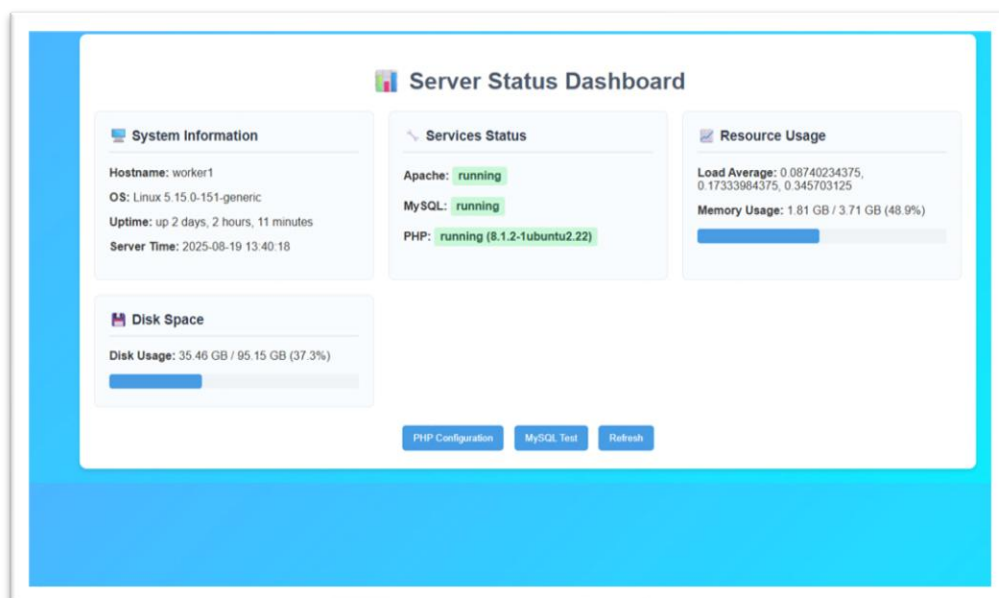 Server Status Dashboard
System Information
Hostname: worker1
OS: Linux 5.15.0-151-generic
Uptime: up 2 days, 2 hours, 11 minutes
Server Time: 2025-08-19 13:40:18
Services Status
Apache: running
MySQL: running
PHP: running (8.1.2-1ubuntu2.22)
Resource Usage
Load Average: 0.08740234375,
0.17333984375, 0.345703125
Memory Usage: 1.81 GB / 3.71 GB (48.9%)
Disk Space
Disk Usage: 35.46 GB / 95.15 GB (37.3%)
PHP Configuration
MySQL Test
Refresh